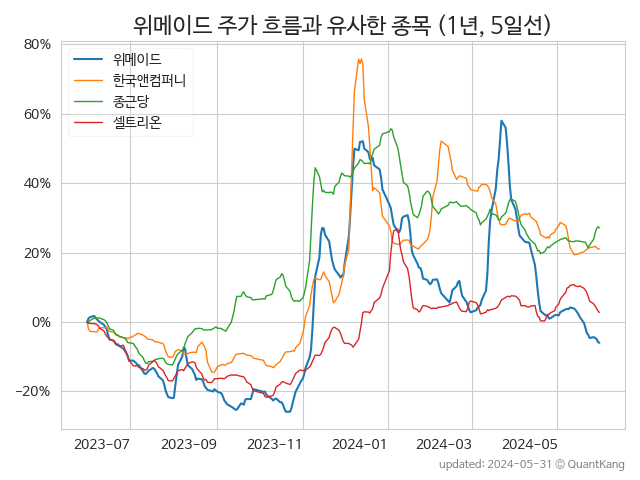 위메이드 주가 흐름과 유사한 종목 (1년, 5일선)
위메이드
한국앤컴퍼니
종근당
셀트리온
80%
60%
40%
20%
0%
−20%
2023-07 2023-09 2023-11 2024-01 2024-03 2024-05
updated: 2024-05-31 © QuantKang